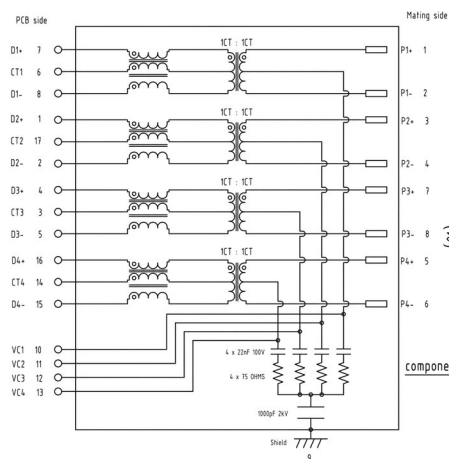 PCB side
Mating side
1CT : 1CT
D1+ 7
P1+ 1
CT1 6
D1- 8
P1- 2
1CT : 1CT
D2+ 1
P2+ 3
CT2 17
D2- 2
P2- 4
1CT : 1CT
D3+ 4
P3+ 7
CT3 3
D3- 5
P3- 8
1CT : 1CT
D4+ 16
P4+ 5
CT4 14
D4- 15
P4- 6
VC1 10
4 x 22nF 100V
VC2 11
VC3 12
4 x 75 OHMS
compone
VC4 13
1000pF 2kV
Shield
9